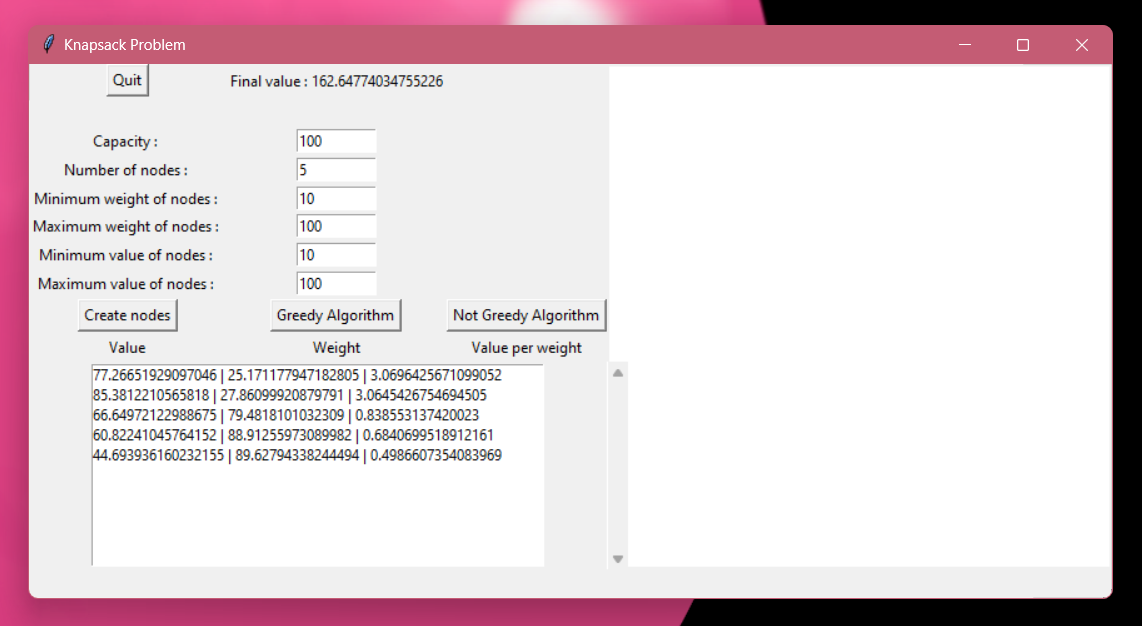 Knapsack Problem
Quit Final value : 162.64774034755226
Capacity : 100
Number of nodes : 5
Minimum weight of nodes : 10
Maximum weight of nodes : 100
Minimum value of nodes : 10
Maximum value of nodes : 100
Create nodes Greedy Algorithm Not Greedy Algorithm
Value Weight Value per weight
77.26651929097046 | 25.171177947182805 | 3.0696425671099052
85.3812210565818 | 27.86099920879791 | 3.0645426754694505
66.64972122988675 | 79.4818101032309 | 0.838553137420023
60.82241045764152 | 88.91255973089982 | 0.6840699518912161
44.693936160232155 | 89.62794338244494 | 0.4986607354083969